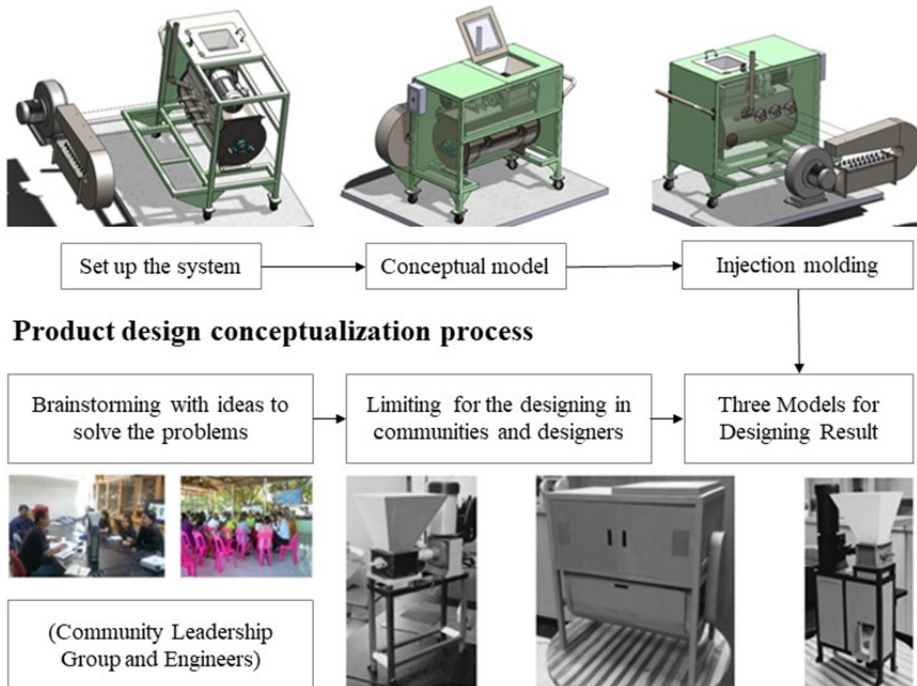 Set up the system
Conceptual model
Injection molding
Product design conceptualization process
Brainstorming with ideas to
solve the problems
Limiting for the designing in
communities and designers
Three Models for
Designing Result
(Community Leadership
Group and Engineers)